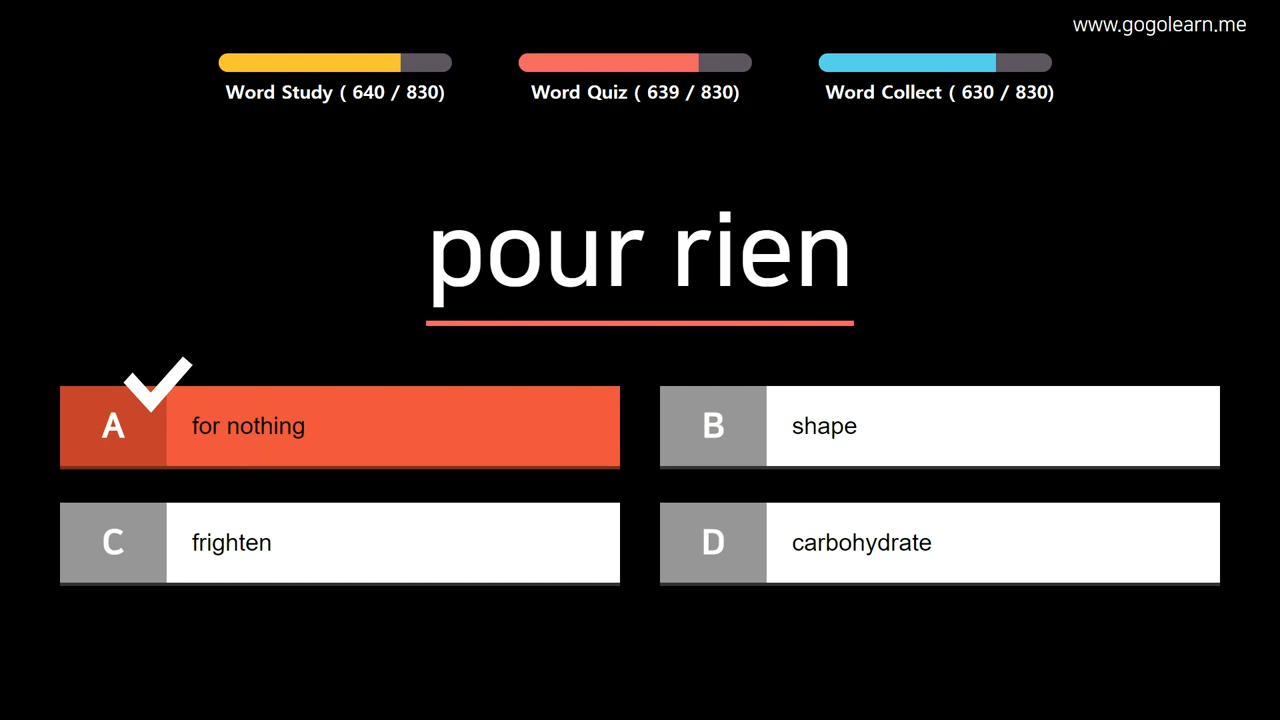 www.gogolearn.me
Word Study ( 640 / 830)
Word Quiz ( 639 / 830)
Word Collect ( 630 / 830)
pour rien
A for nothing
B shape
C frighten
D carbohydrate